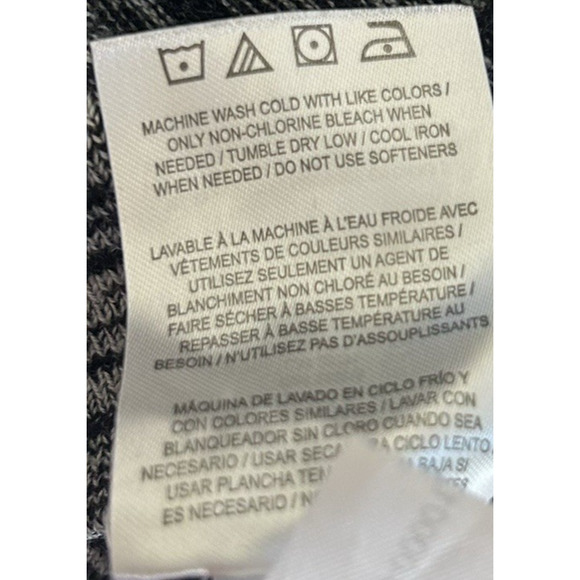 MACHINE WASH COLD WITH LIKE COLORS /
ONLY NON-CHLORINE BLEACH WHEN
NEEDED / TUMBLE DRY LOW / COOL IRON
WHEN NEEDED / DO NOT USE SOFTENERS
LAVABLE À LA MACHINE À L'EAU FROIDE AVEC
VÊTEMENTS DE COULEURS SIMILAIRES /
UTILISEZ SEULEMENT UN AGENT DE
BLANCHIMENT NON CHLORÉ AU BESOIN /
FAIRE SÉCHER À BASSES TEMPÉRATURE /
REPASSER À BASSE TEMPÉRATURE AU
BESOIN / N'UTILISEZ PAS D'ASSOUPLISSANTS
MÁQUINA DE LAVADO EN CICLO FRÍO Y
CON COLORES SIMILARES / LAVAR CON
BLANQUEADOR SIN CLORO CUANDO SEA
NECESARIO / USAR CICLO LENTO
USAR PLANCHA BAJA SI
ES NECESARIO /